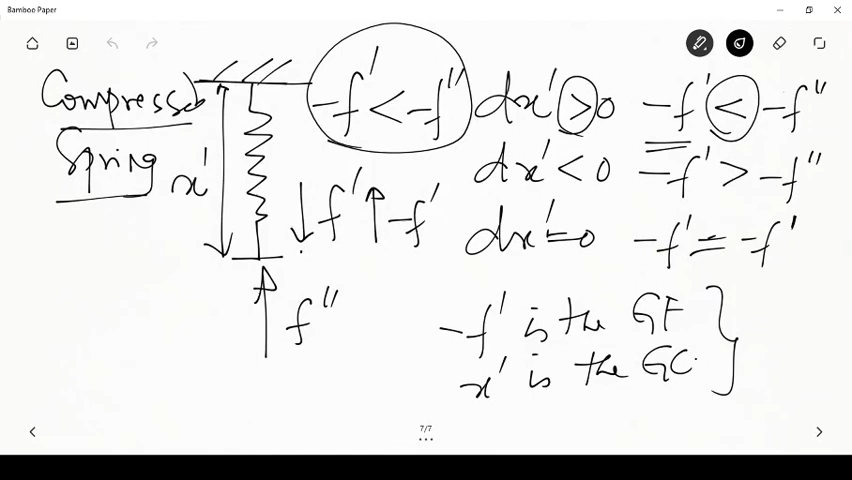 Bamboo Paper
Compressed
Spring
x'
-f' < -f''
f' -f'
f''
dx' > 0 -f' < -f''
dx' < 0 -f' > -f''
dx' = 0 -f' = -f''
-f' is the GF
x' is the GC
7/7